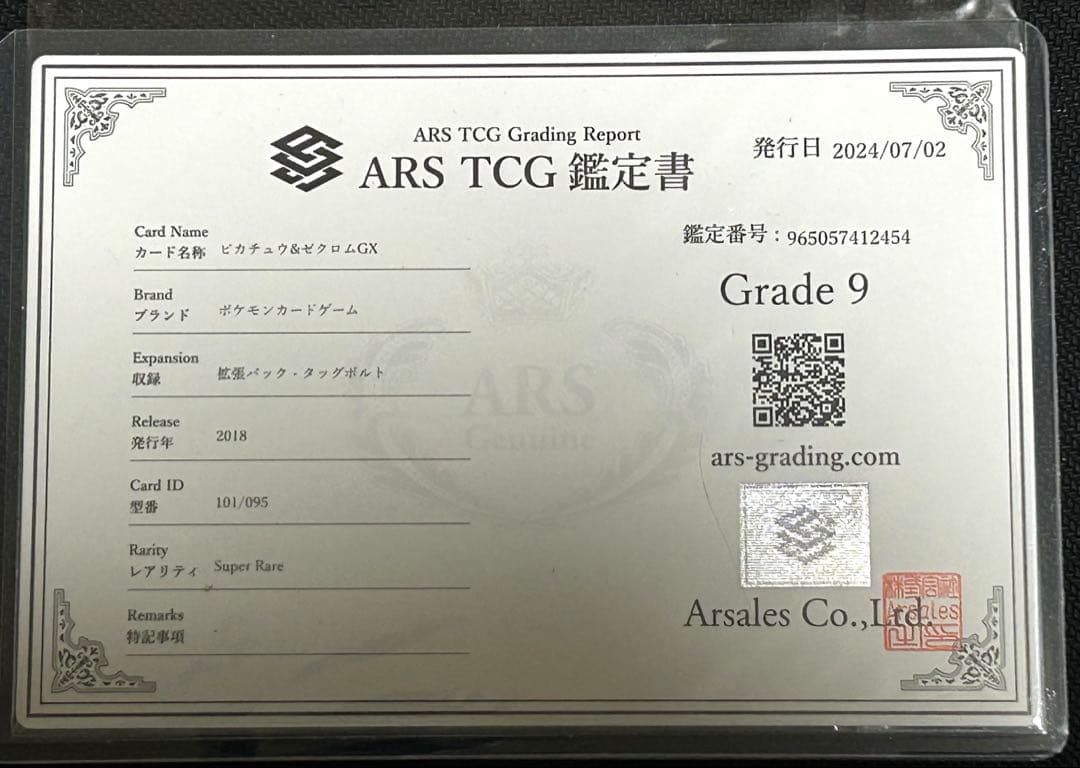 ARS TCG Grading Report
ARS TCG 鑑定書
発行日 2024/07/02
Card Name
カード名称 ピカチュウ&ゼクロムGX
鑑定番号：965057412454
Grade 9
Brand
ブランド ポケモンカードゲーム
Expansion
収録 拡張パック・タッグボルト
ARS
Genuine
Release
発行年 2018
ars-grading.com
Card ID
型番 101/095
Rarity
レアリティ Super Rare
Remarks
特記事項
Arsales Co.,Ltd.
Arsales